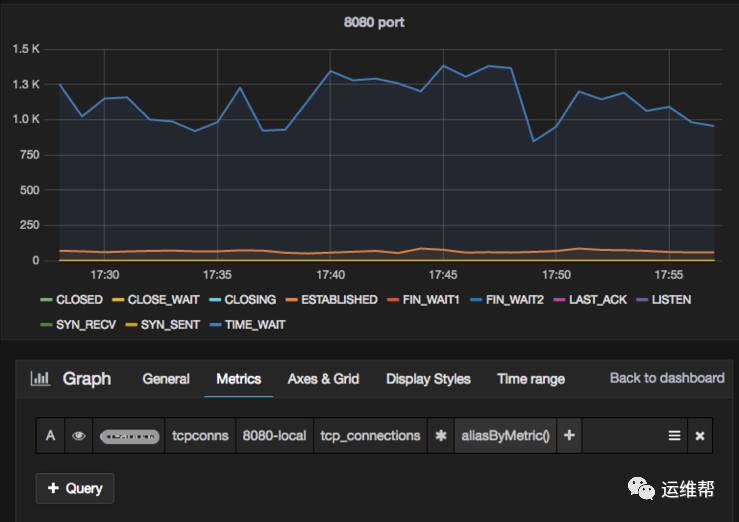 8080 port
1.5 K
1.3 K
1.0 K
750
500
250
0
17:30 17:35 17:40 17:45 17:50 17:55
CLOSED CLOSE_WAIT CLOSING ESTABLISHED FIN_WAIT1 FIN_WAIT2 LAST_ACK LISTEN
SYN_RECV SYN_SENT TIME_WAIT
Graph General Metrics Axes & Grid Display Styles Time range Back to dashboard
A tcpconns 8080-local tcp_connections * aliasByMetric() +
+ Query
运维帮